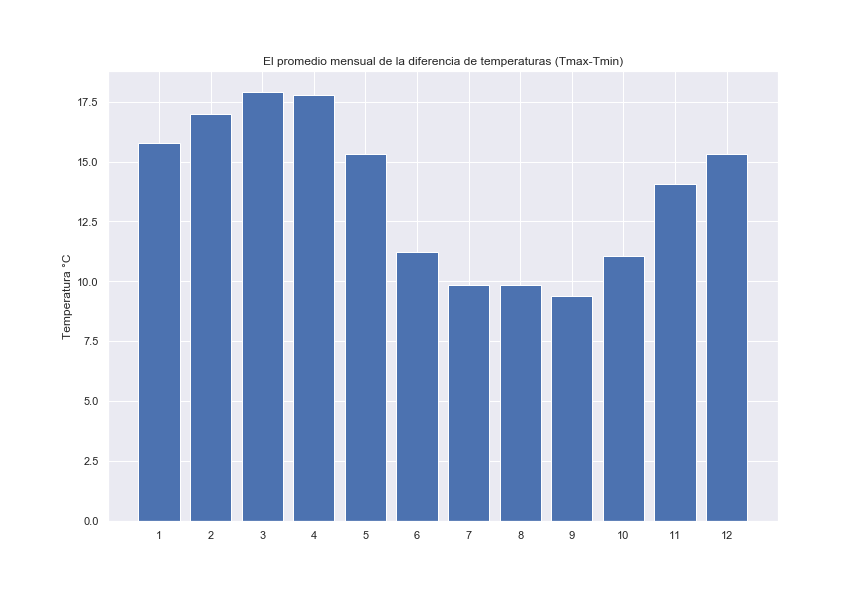 El promedio mensual de la diferencia de temperaturas (Tmax-Tmin)
17.5
15.0
12.5
10.0
7.5
5.0
2.5
0.0
Temperatura °C
1 2 3 4 5 6 7 8 9 10 11 12